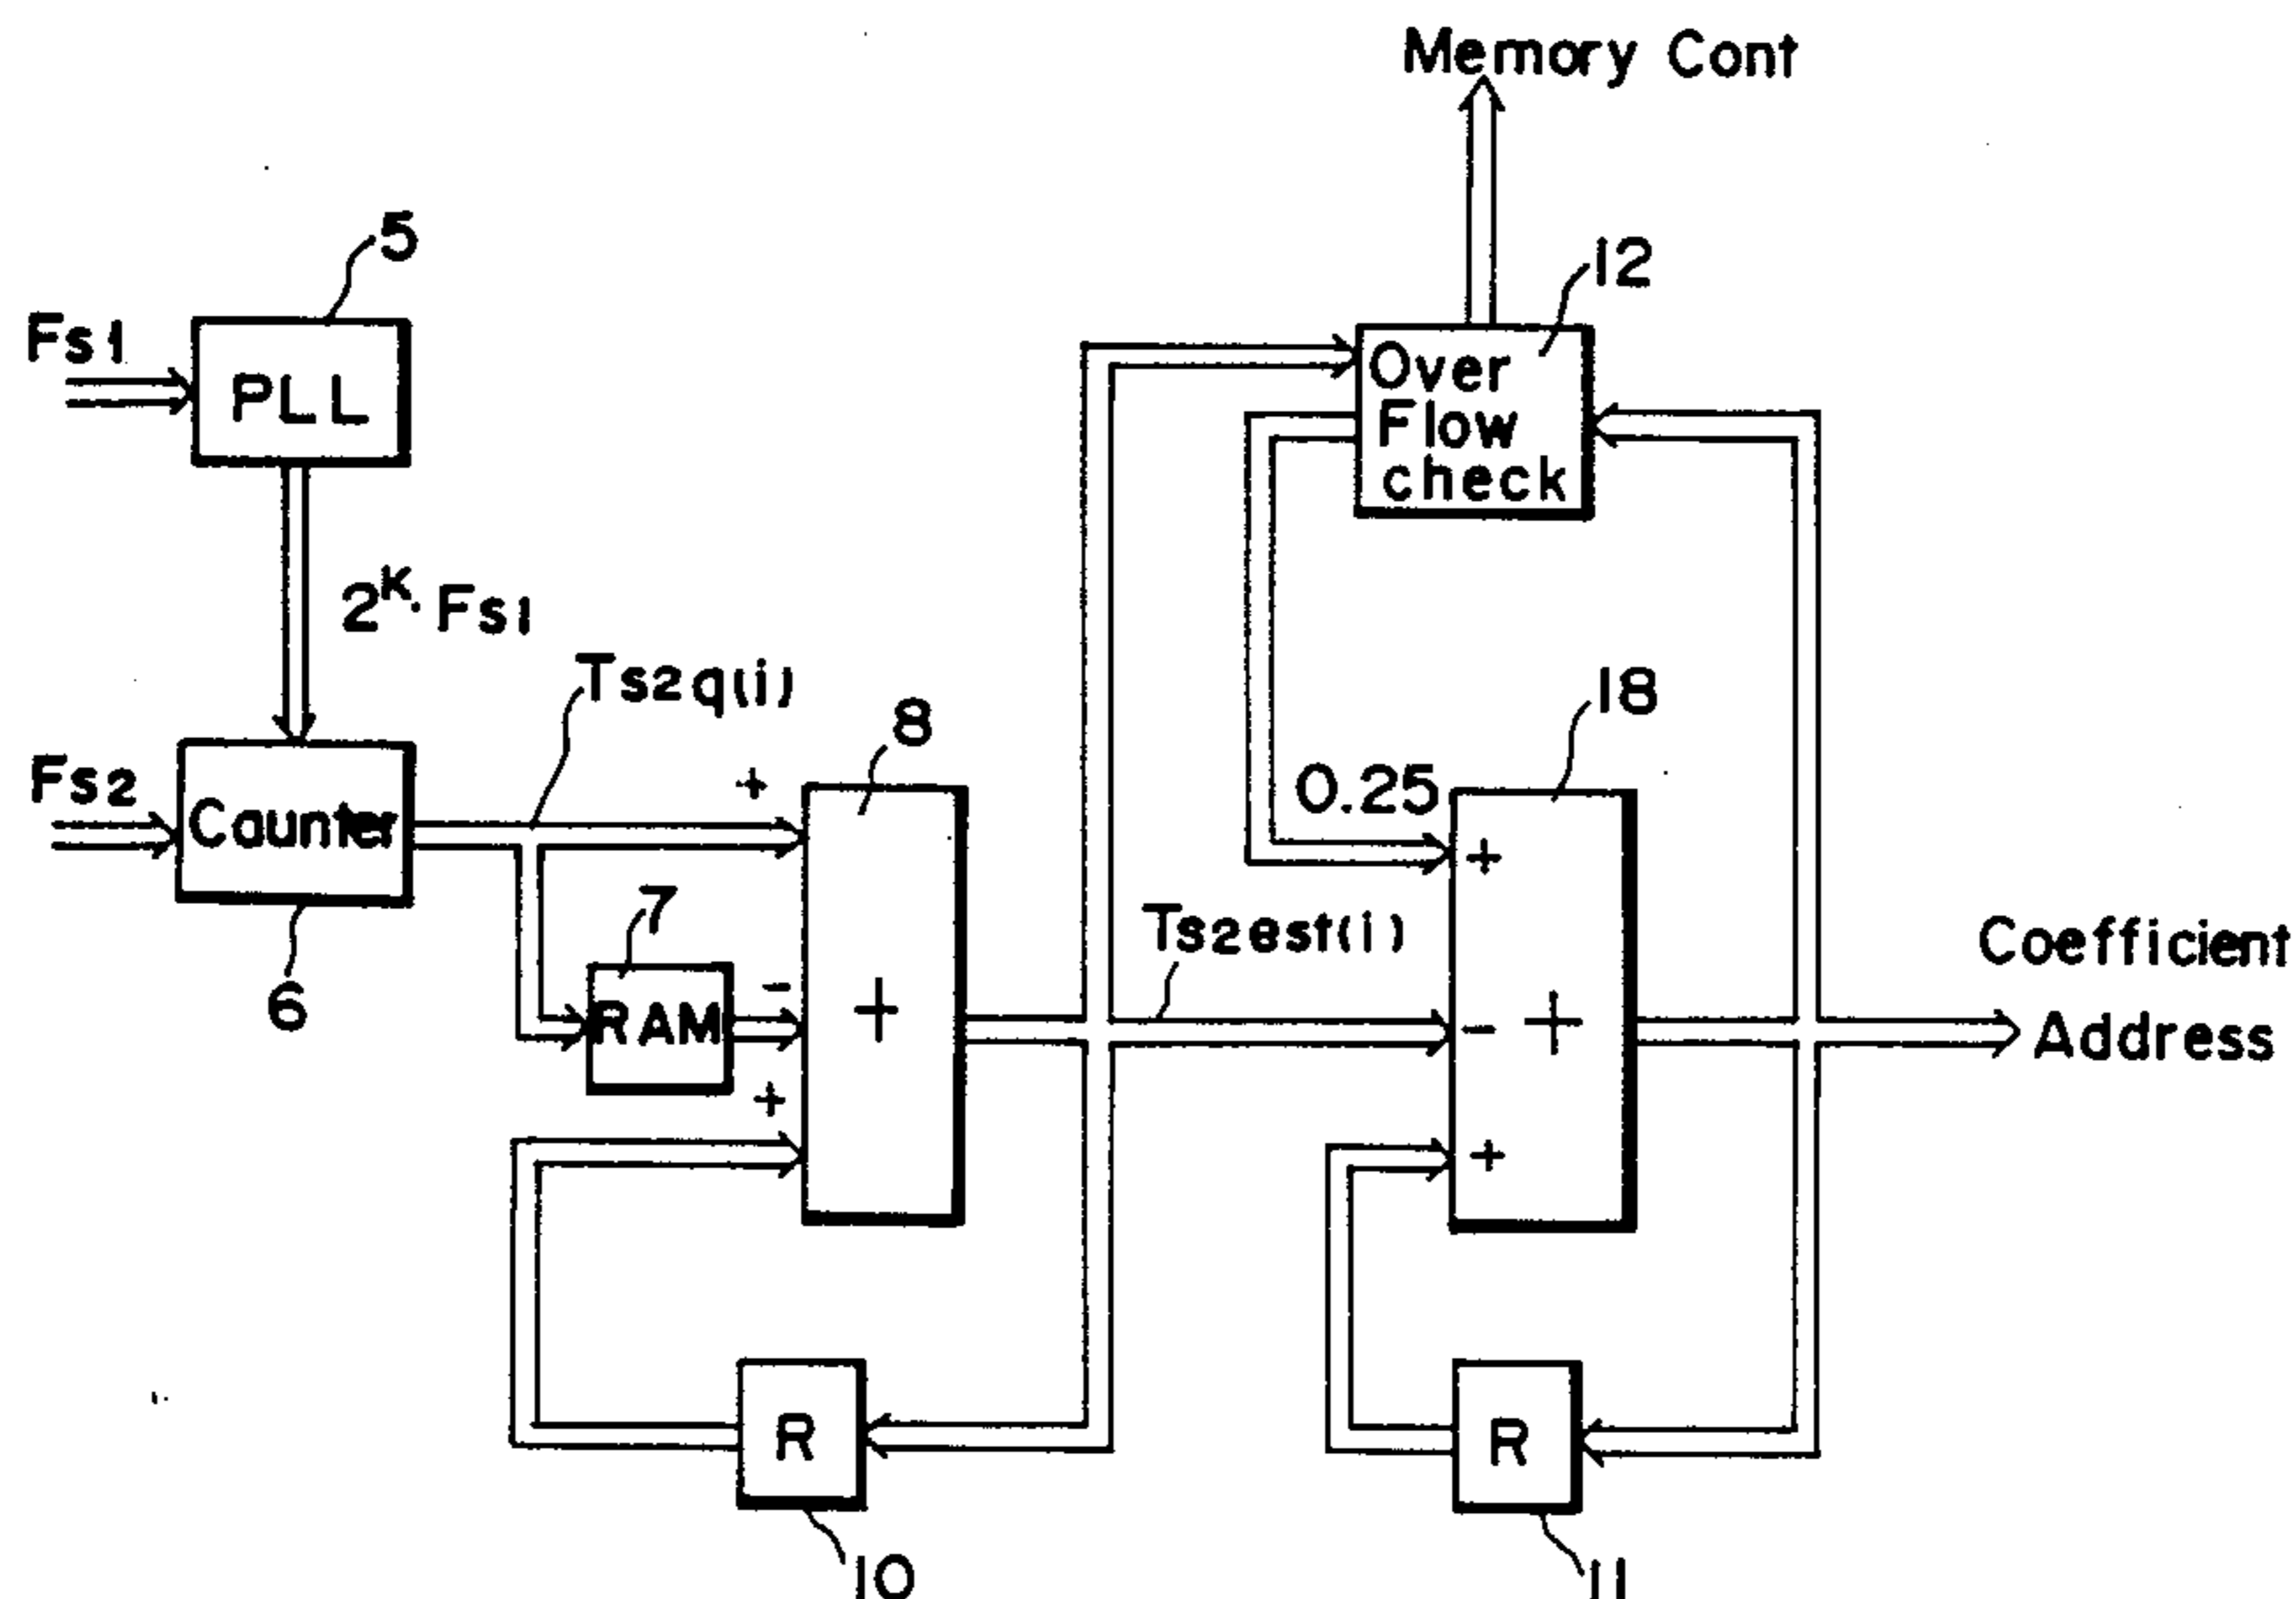 Memory Cont
5
12
Fs1
PLL
Over
Flow
check
2^K·Fs1
Ts2q(i)
18
8
Fs2
Counter
+
0.25
+
7
Ts2est(i)
Coefficient
6
RAM
-
+
-
+
Address
+
+
R
R
10
11